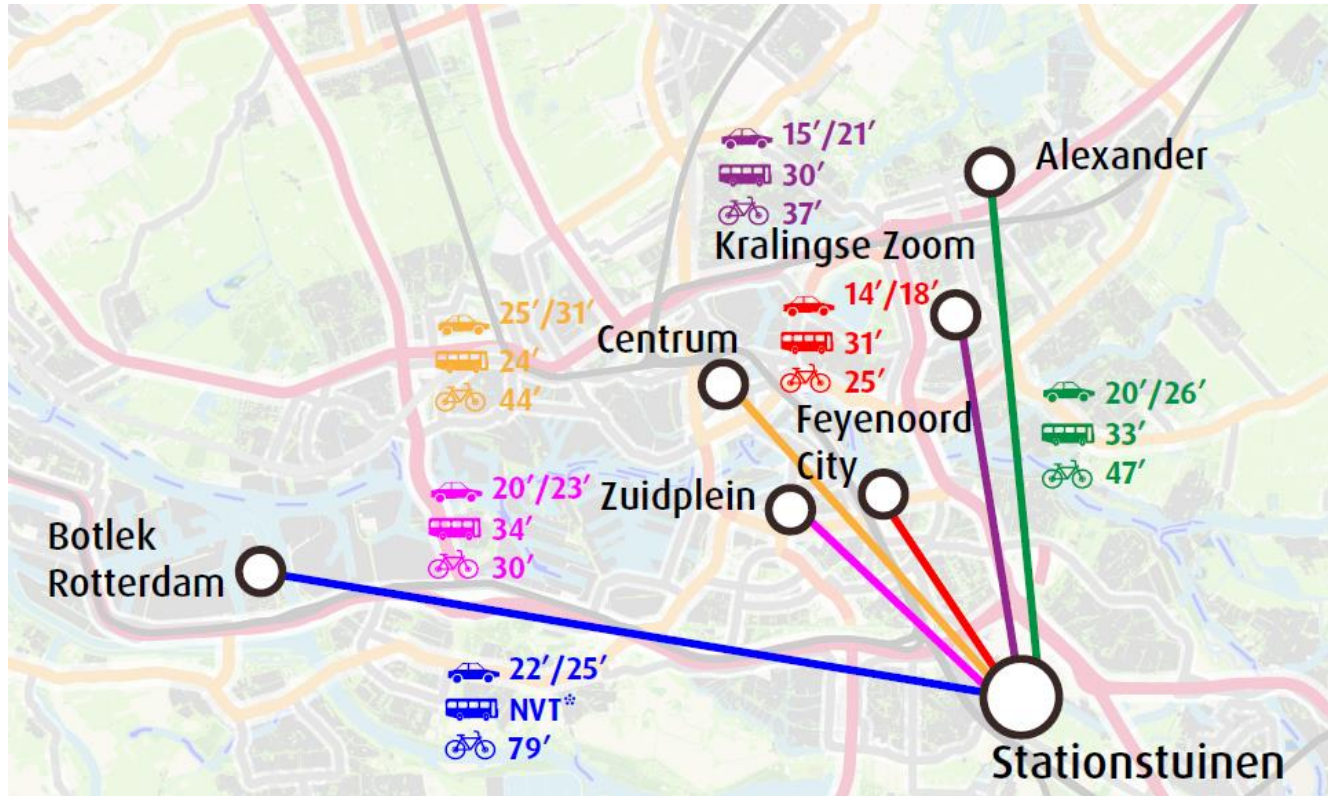 15′/21′
30′
37′
Alexander
Kralingse Zoom
14′/18′
31′
25′
25′/31′
24′
44′
Centrum
20′/26′
33′
47′
Feyenoord
City
20′/23′
34′
30′
Zuidplein
Botlek
Rotterdam
22′/25′
NVT*
79′
Stationstuinen